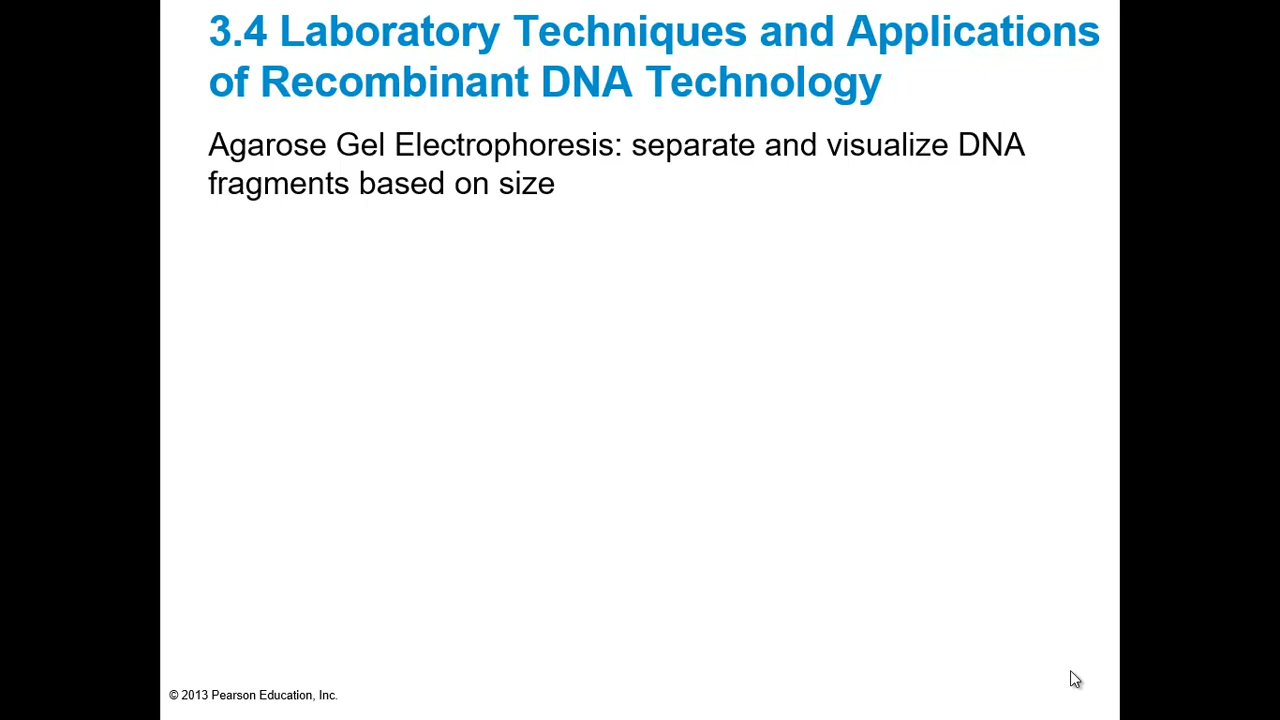 3.4 Laboratory Techniques and Applications
of Recombinant DNA Technology
Agarose Gel Electrophoresis: separate and visualize DNA
fragments based on size
© 2013 Pearson Education, Inc.